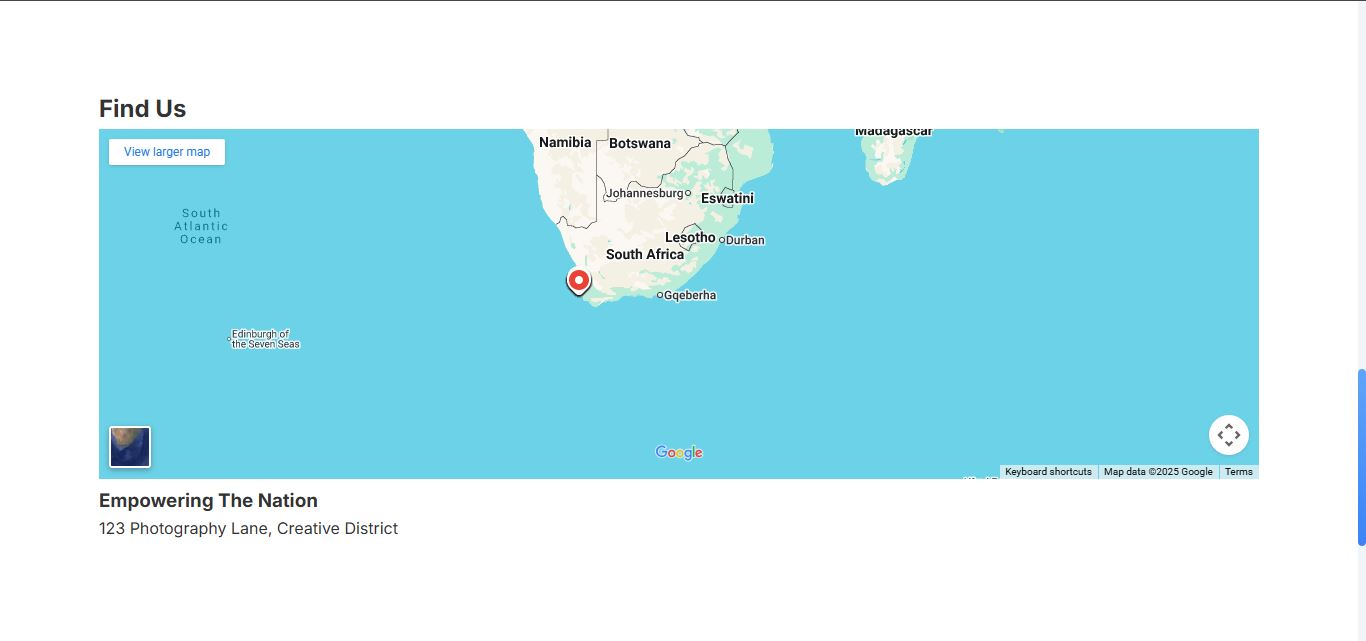 Find Us
View larger map
Madagascar
Namibia
Botswana
Johannesburg
Eswatini
South
Atlantic
Ocean
Lesotho
Durban
South Africa
Gqeberha
Edinburgh of
the Seven Seas
Google
Keyboard shortcuts
Map data ©2025 Google
Terms
Empowering The Nation
123 Photography Lane, Creative District